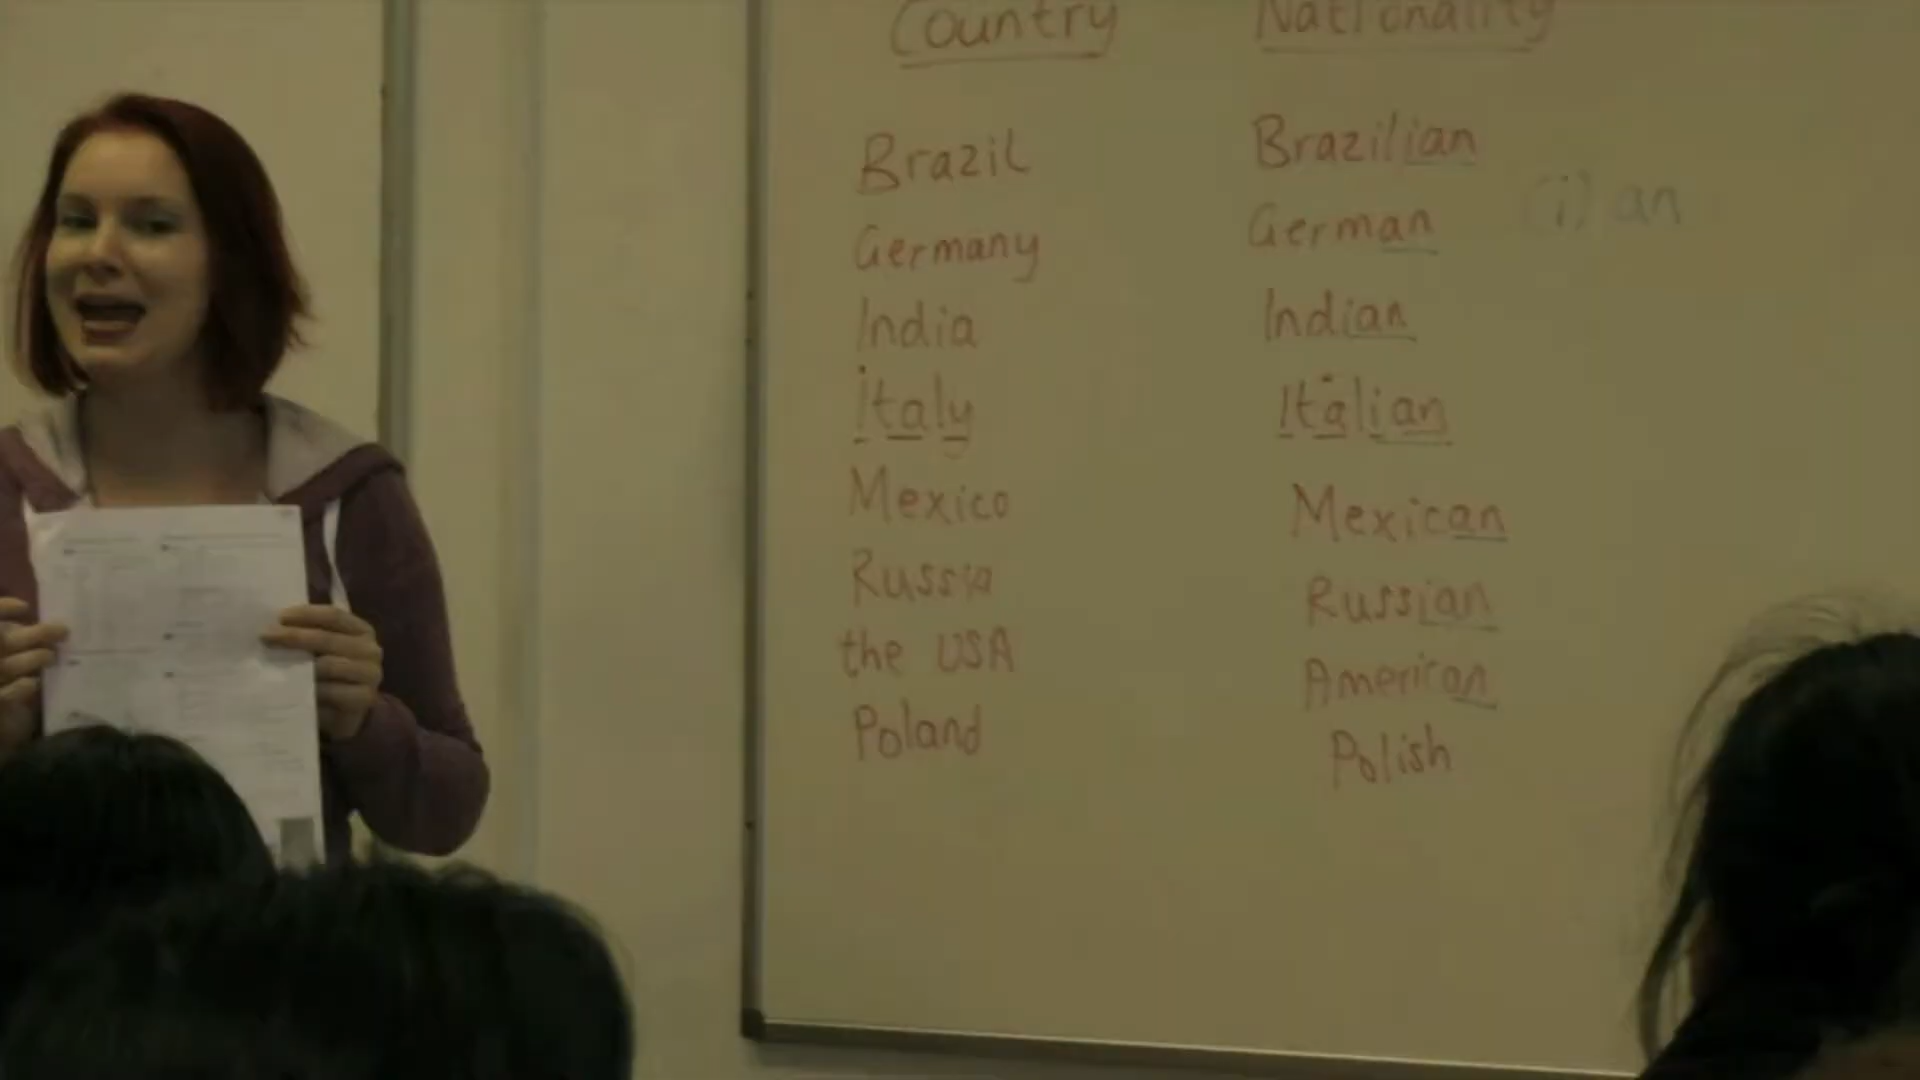 Country Nationality
Brazil Brazilian
(i) an
Germany German
India Indian
Italy Italian
Mexico Mexican
Russia Russian
the USA American
Poland Polish